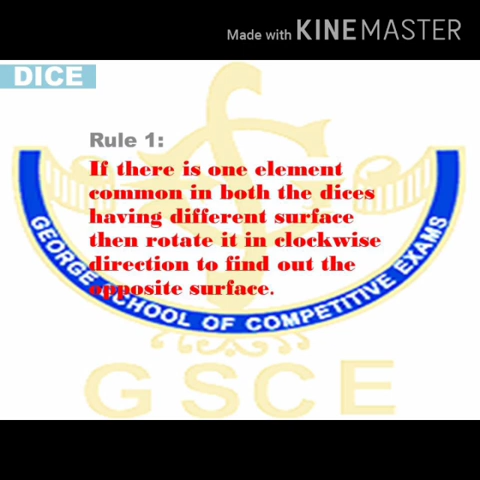 Made with KINEMASTER
DICE
Rule 1:
If there is one element
common in both the dices
having different surface
then rotate it in clockwise
direction to find out the
opposite surface.
GEORGE SCHOOL OF COMPETITIVE EXAMS
GSCE